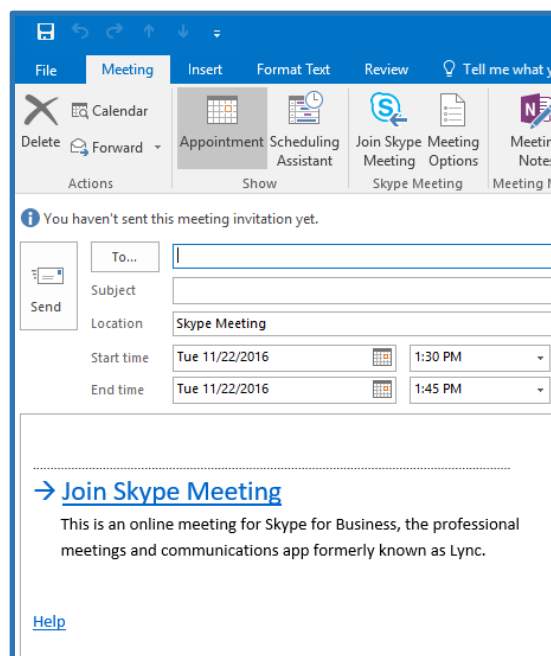 File Meeting Insert Format Text Review Tell me what y
Delete Calendar Forward Appointment Scheduling Assistant Join Skype Meeting Meeting Options Meetin Notes
Actions Show Skype Meeting Meeting N
You haven't sent this meeting invitation yet.
Send
To...
Subject
Location Skype Meeting
Start time Tue 11/22/2016 1:30 PM
End time Tue 11/22/2016 1:45 PM
→ Join Skype Meeting
This is an online meeting for Skype for Business, the professional
meetings and communications app formerly known as Lync.
Help